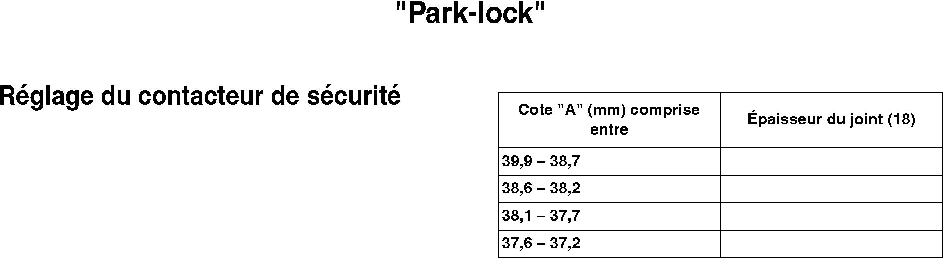 "Park-lock"
Réglage du contacteur de sécurité
Cote "A" (mm) comprise
entre
Épaisseur du joint (18)
39,9 – 38,7
38,6 – 38,2
38,1 – 37,7
37,6 – 37,2